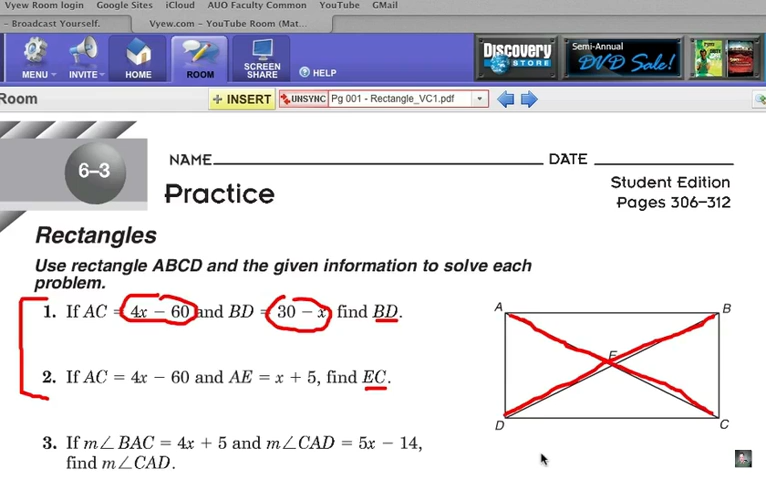 Vyew Room login Google Sites iCloud AUO Faculty Common YouTube GMail
– Broadcast Yourself. Vyew.com – YouTube Room (Mat...
MENU INVITE HOME ROOM SCREEN SHARE HELP
Discovery STORE
Semi-Annual
DVD Sale!
Room + INSERT UNSYNC Pg 001 - Rectangle_VC1.pdf
6–3
NAME DATE
Practice
Student Edition
Pages 306–312
Rectangles
Use rectangle ABCD and the given information to solve each
problem.
1. If AC = 4x − 60 and BD = 30 − x, find BD.
2. If AC = 4x − 60 and AE = x + 5, find EC.
3. If m∠BAC = 4x + 5 and m∠CAD = 5x − 14,
find m∠CAD.
A B
E
D C